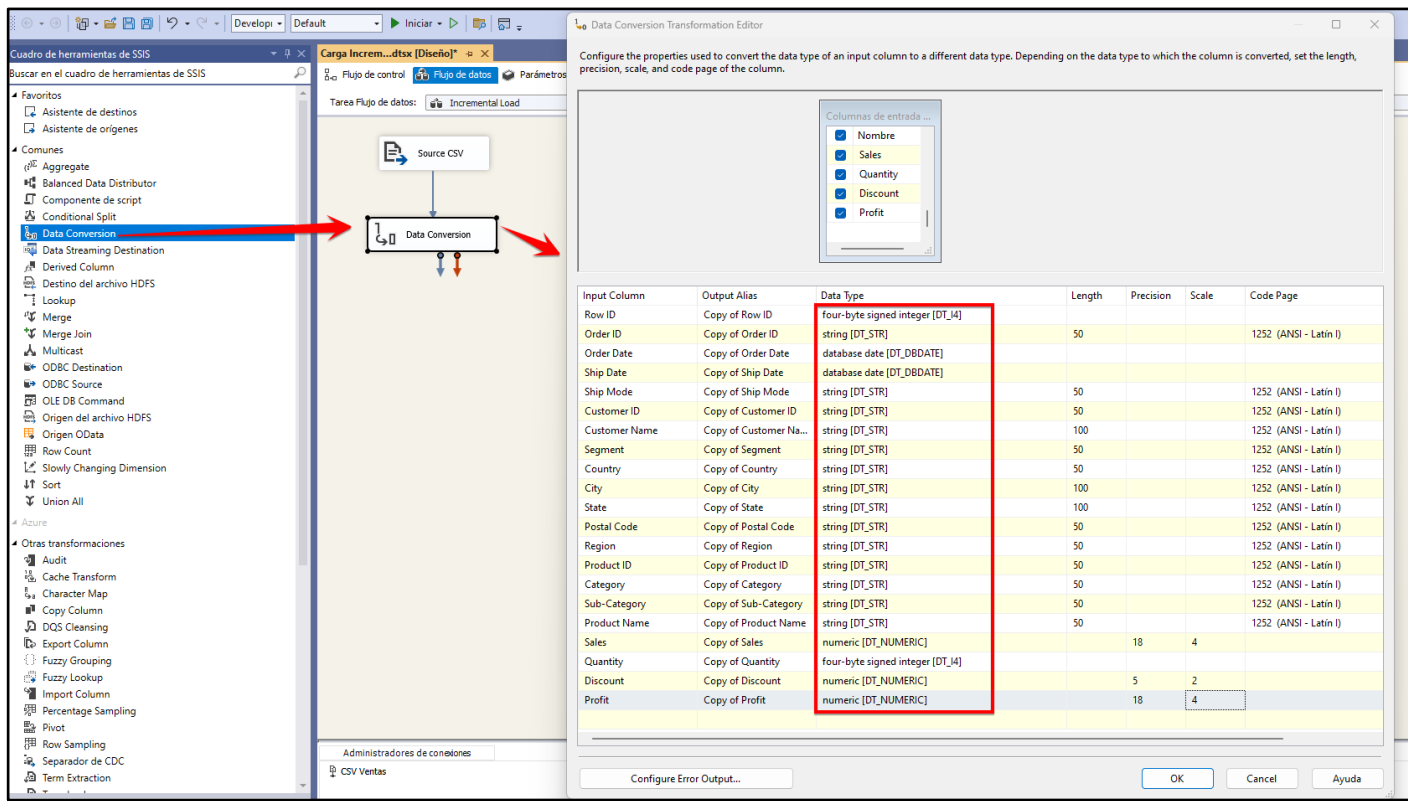 Developı
Default
Iniciar
Cuadro de herramientas de SSIS
Buscar en el cuadro de herramientas de SSIS
Favoritos
Asistente de destinos
Asistente de orígenes
Comunes
Aggregate
Balanced Data Distributor
Componente de script
Conditional Split
Data Conversion
Data Streaming Destination
Derived Column
Destino del archivo HDFS
Lookup
Merge
Merge Join
Multicast
ODBC Destination
ODBC Source
OLE DB Command
Origen del archivo HDFS
Origen OData
Row Count
Slowly Changing Dimension
Sort
Union All
Azure
Otras transformaciones
Audit
Cache Transform
Character Map
Copy Column
DQS Cleansing
Export Column
Fuzzy Grouping
Fuzzy Lookup
Import Column
Percentage Sampling
Pivot
Row Sampling
Separador de CDC
Term Extraction
Carga Increm...dtsx [Diseño]*
Flujo de control Flujo de datos Parámetros
Tarea Flujo de datos: Incremental Load
Source CSV
Data Conversion
Administradores de conexiones
CSV Ventas
Data Conversion Transformation Editor
Configure the properties used to convert the data type of an input column to a different data type. Depending on the data type to which the column is converted, set the length,
precision, scale, and code page of the column.
Columnas de entrada ...
Nombre
Sales
Quantity
Discount
Profit
Input Column Output Alias Data Type Length Precision Scale Code Page
Row ID Copy of Row ID four-byte signed integer [DT_I4]
Order ID Copy of Order ID string [DT_STR] 50 1252 (ANSI - Latín I)
Order Date Copy of Order Date database date [DT_DBDATE]
Ship Date Copy of Ship Date database date [DT_DBDATE]
Ship Mode Copy of Ship Mode string [DT_STR] 50 1252 (ANSI - Latín I)
Customer ID Copy of Customer ID string [DT_STR] 50 1252 (ANSI - Latín I)
Customer Name Copy of Customer Na... string [DT_STR] 100 1252 (ANSI - Latín I)
Segment Copy of Segment string [DT_STR] 50 1252 (ANSI - Latín I)
Country Copy of Country string [DT_STR] 50 1252 (ANSI - Latín I)
City Copy of City string [DT_STR] 100 1252 (ANSI - Latín I)
State Copy of State string [DT_STR] 100 1252 (ANSI - Latín I)
Postal Code Copy of Postal Code string [DT_STR] 50 1252 (ANSI - Latín I)
Region Copy of Region string [DT_STR] 50 1252 (ANSI - Latín I)
Product ID Copy of Product ID string [DT_STR] 50 1252 (ANSI - Latín I)
Category Copy of Category string [DT_STR] 50 1252 (ANSI - Latín I)
Sub-Category Copy of Sub-Category string [DT_STR] 50 1252 (ANSI - Latín I)
Product Name Copy of Product Name string [DT_STR] 50 1252 (ANSI - Latín I)
Sales Copy of Sales numeric [DT_NUMERIC] 18 4
Quantity Copy of Quantity four-byte signed integer [DT_I4]
Discount Copy of Discount numeric [DT_NUMERIC] 5 2
Profit Copy of Profit numeric [DT_NUMERIC] 18 4
Configure Error Output...
OK
Cancel
Ayuda